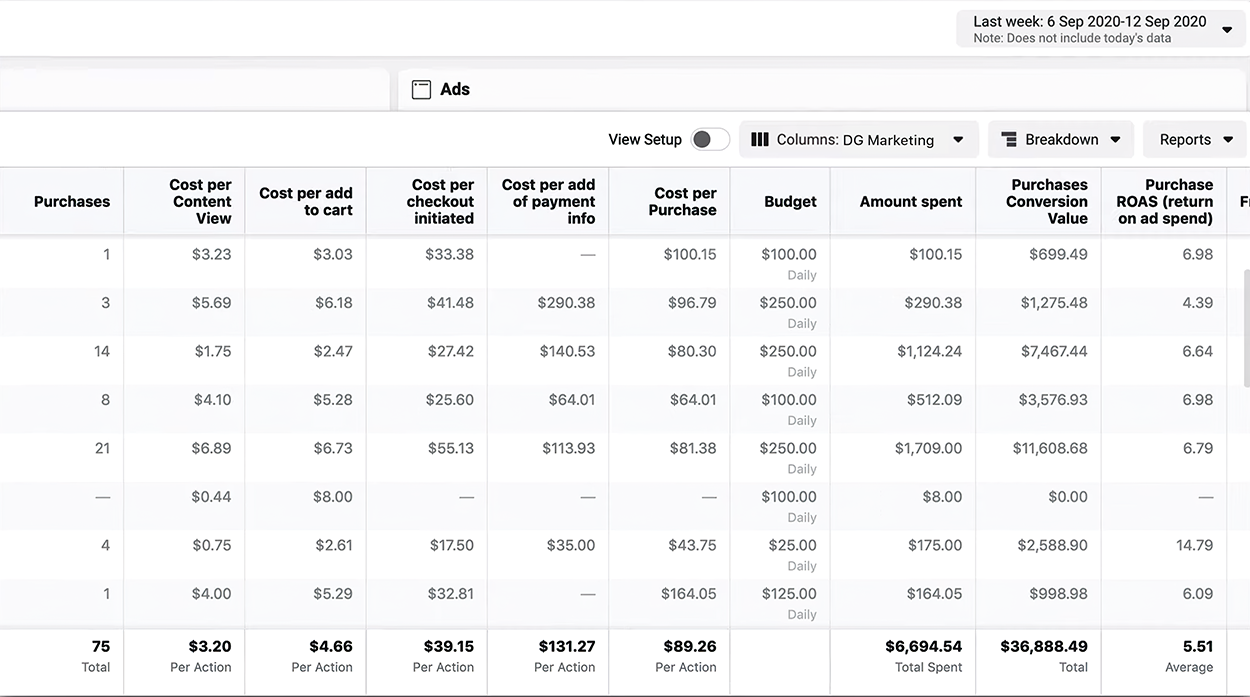 Last week: 6 Sep 2020-12 Sep 2020
Note: Does not include today's data
Ads
View Setup Columns: DG Marketing Breakdown Reports
Purchases Cost per Content View Cost per add to cart Cost per checkout initiated Cost per add of payment info Cost per Purchase Budget Amount spent Purchases Conversion Value Purchase ROAS (return on ad spend)
1 $3.23 $3.03 $33.38 — $100.15 $100.00 $100.15 $699.49 6.98
Daily
3 $5.69 $6.18 $41.48 $290.38 $96.79 $250.00 $290.38 $1,275.48 4.39
Daily
14 $1.75 $2.47 $27.42 $140.53 $80.30 $250.00 $1,124.24 $7,467.44 6.64
Daily
8 $4.10 $5.28 $25.60 $64.01 $64.01 $100.00 $512.09 $3,576.93 6.98
Daily
21 $6.89 $6.73 $55.13 $113.93 $81.38 $250.00 $1,709.00 $11,608.68 6.79
Daily
— $0.44 $8.00 — — — $100.00 $8.00 $0.00 —
Daily
4 $0.75 $2.61 $17.50 $35.00 $43.75 $25.00 $175.00 $2,588.90 14.79
Daily
1 $4.00 $5.29 $32.81 — $164.05 $125.00 $164.05 $998.98 6.09
Daily
75 $3.20 $4.66 $39.15 $131.27 $89.26 $6,694.54 $36,888.49 5.51
Total Per Action Per Action Per Action Per Action Per Action Total Spent Total Average